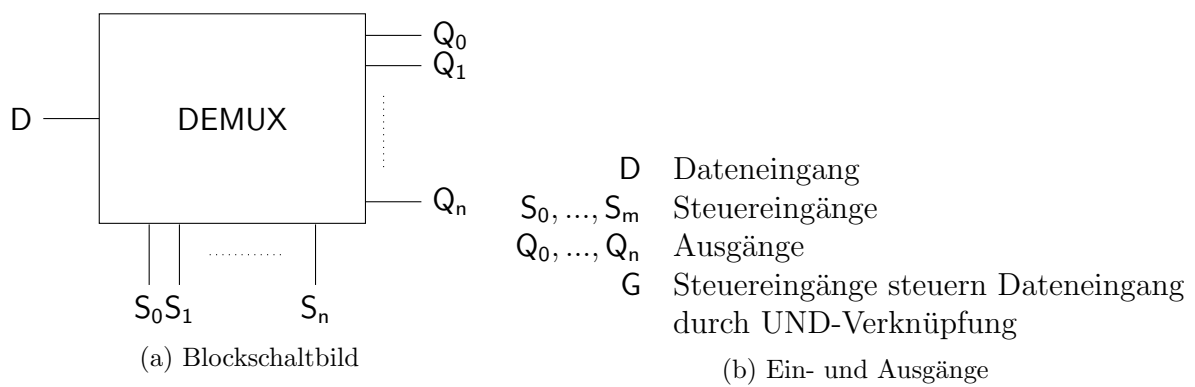 D
DEMUX
Q₀
Q₁
Qₙ
S₀S₁ Sₙ
(a) Blockschaltbild
D Dateneingang
S₀, ..., Sₘ Steuereingänge
Q₀, ..., Qₙ Ausgänge
G Steuereingänge steuern Dateneingang
durch UND-Verknüpfung
(b) Ein- und Ausgänge